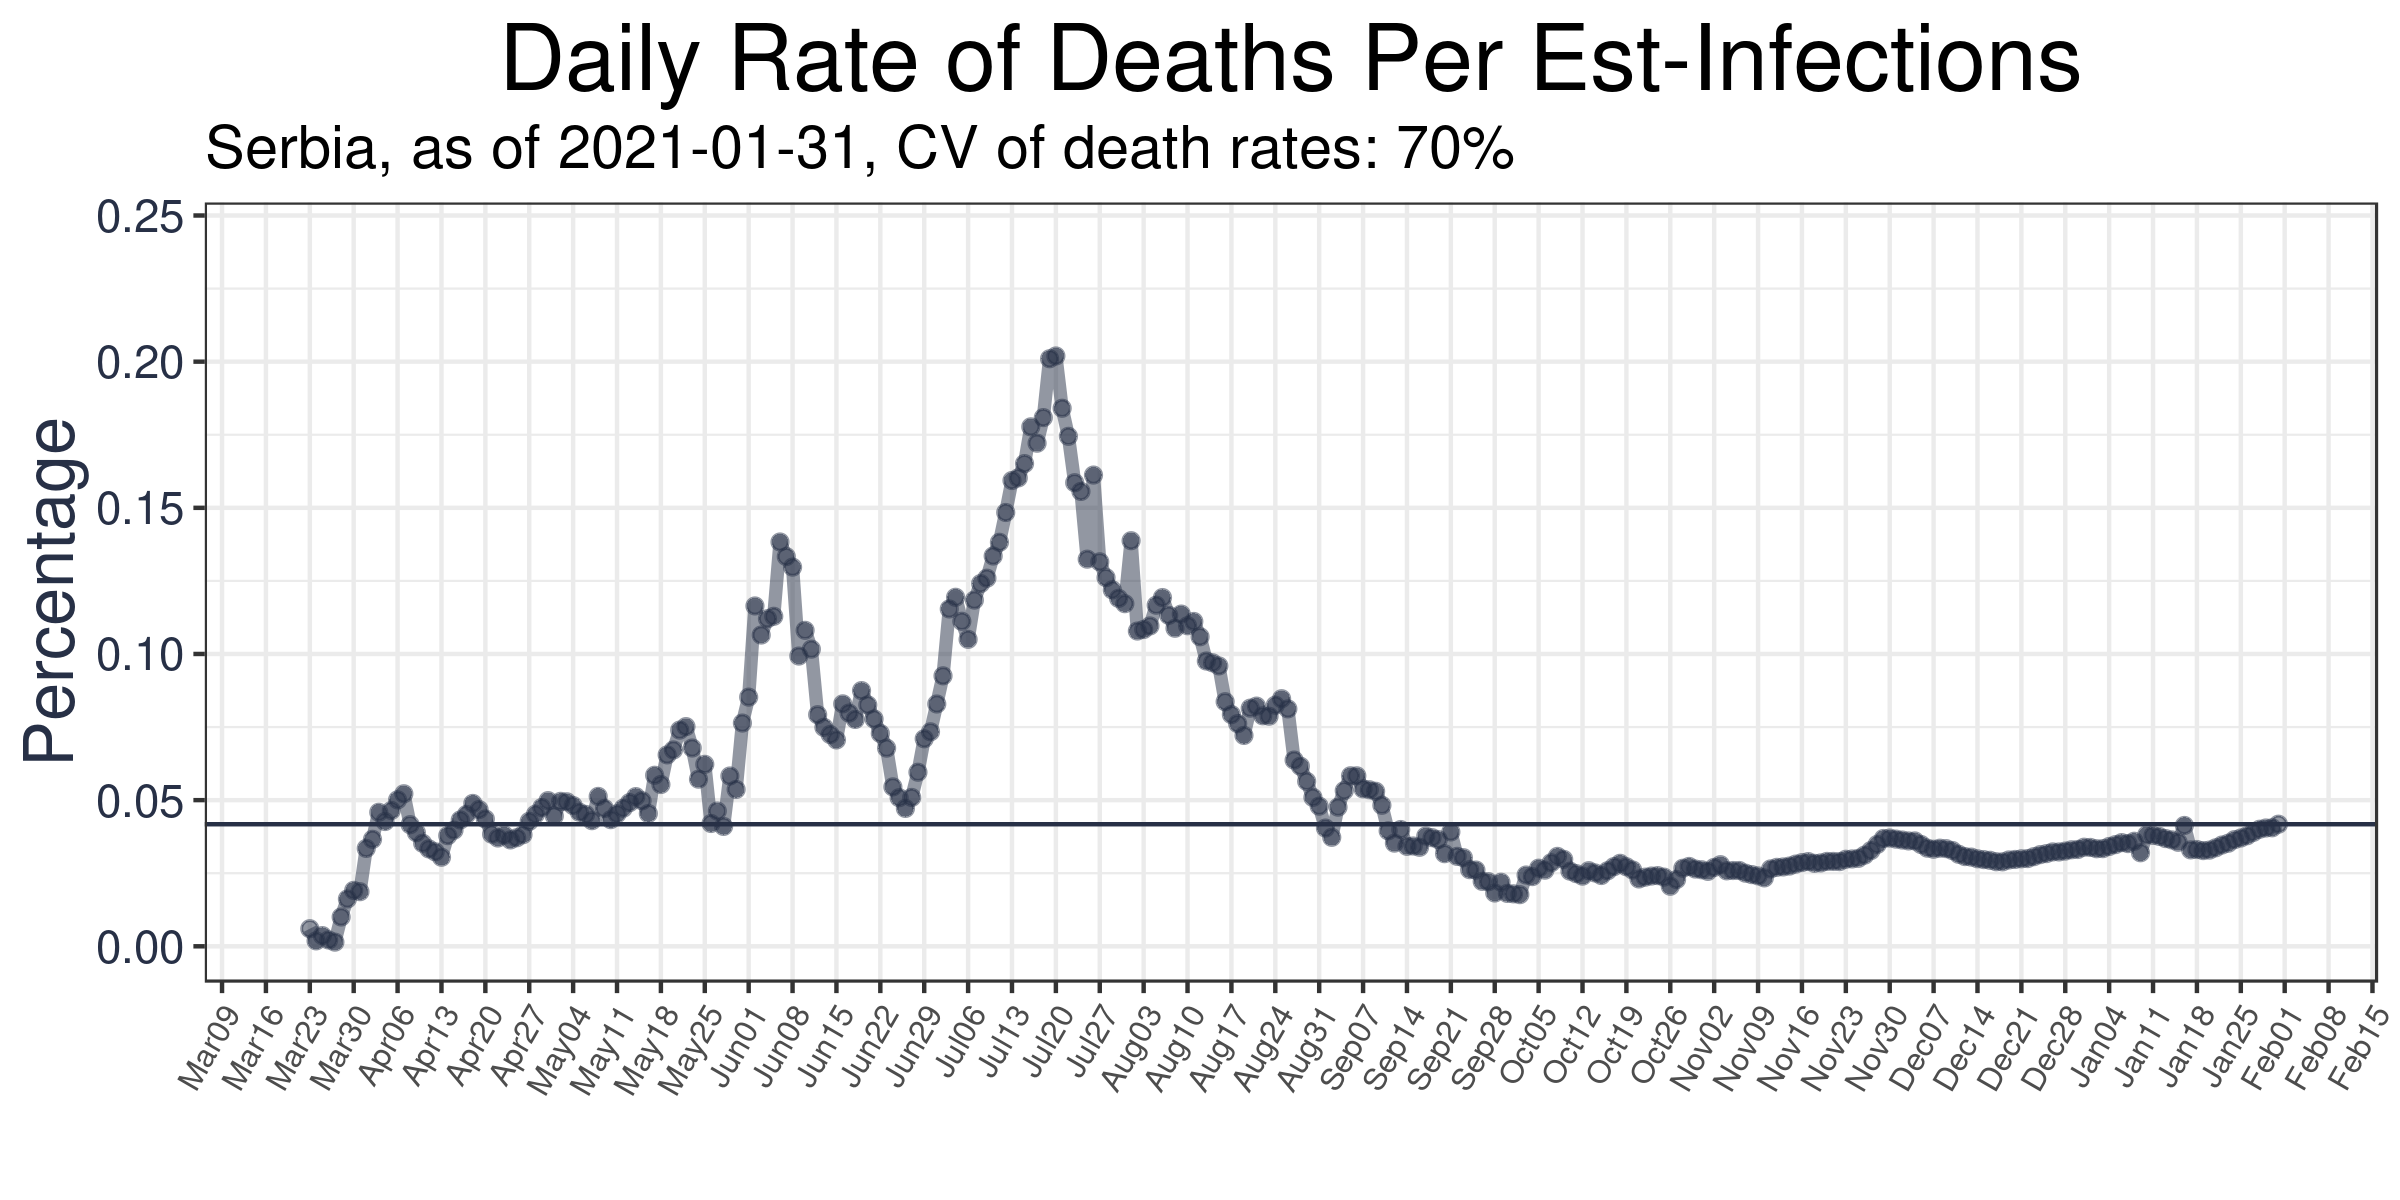 Daily Rate of Deaths Per Est-Infections
Serbia, as of 2021-01-31, CV of death rates: 70%
Percentage
0.25
0.20
0.15
0.10
0.05
0.00
Mar09
Mar16
Mar23
Mar30
Apr06
Apr13
Apr20
Apr27
May04
May11
May18
May25
Jun01
Jun08
Jun15
Jun22
Jun29
Jul06
Jul13
Jul20
Jul27
Aug03
Aug10
Aug17
Aug24
Aug31
Sep07
Sep14
Sep21
Sep28
Oct05
Oct12
Oct19
Oct26
Nov02
Nov09
Nov16
Nov23
Nov30
Dec07
Dec14
Dec21
Dec28
Jan04
Jan11
Jan18
Jan25
Feb01
Feb08
Feb15